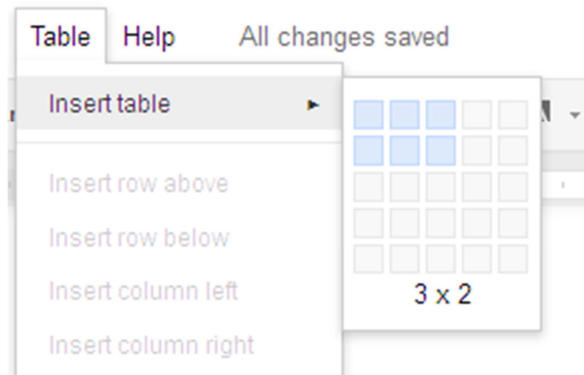 Table Help All changes saved
Insert table
Insert row above
Insert row below
Insert column left
Insert column right
3 x 2